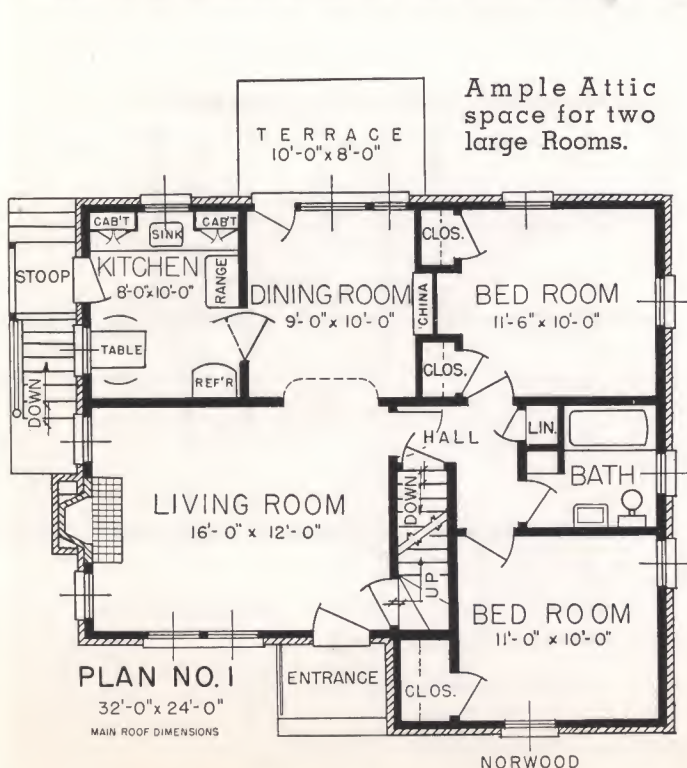 Ample Attic
space for two
large Rooms.
TERRACE
10'-0" x 8'-0"
CAB'T
SINK
CAB'T
STOOP
KITCHEN
8'-0" x 10'-0"
RANGE
TABLE
REF'R
DOWN
DINING ROOM
9'-0" x 10'-0"
CHINA
CLOS.
BED ROOM
11'-6" x 10'-0"
CLOS.
HALL
LIN.
BATH
LIVING ROOM
16'-0" x 12'-0"
DOWN
UP
BED ROOM
11'-0" x 10'-0"
CLOS.
ENTRANCE
PLAN NO. 1
32'-0" x 24'-0"
MAIN ROOF DIMENSIONS
NORWOOD